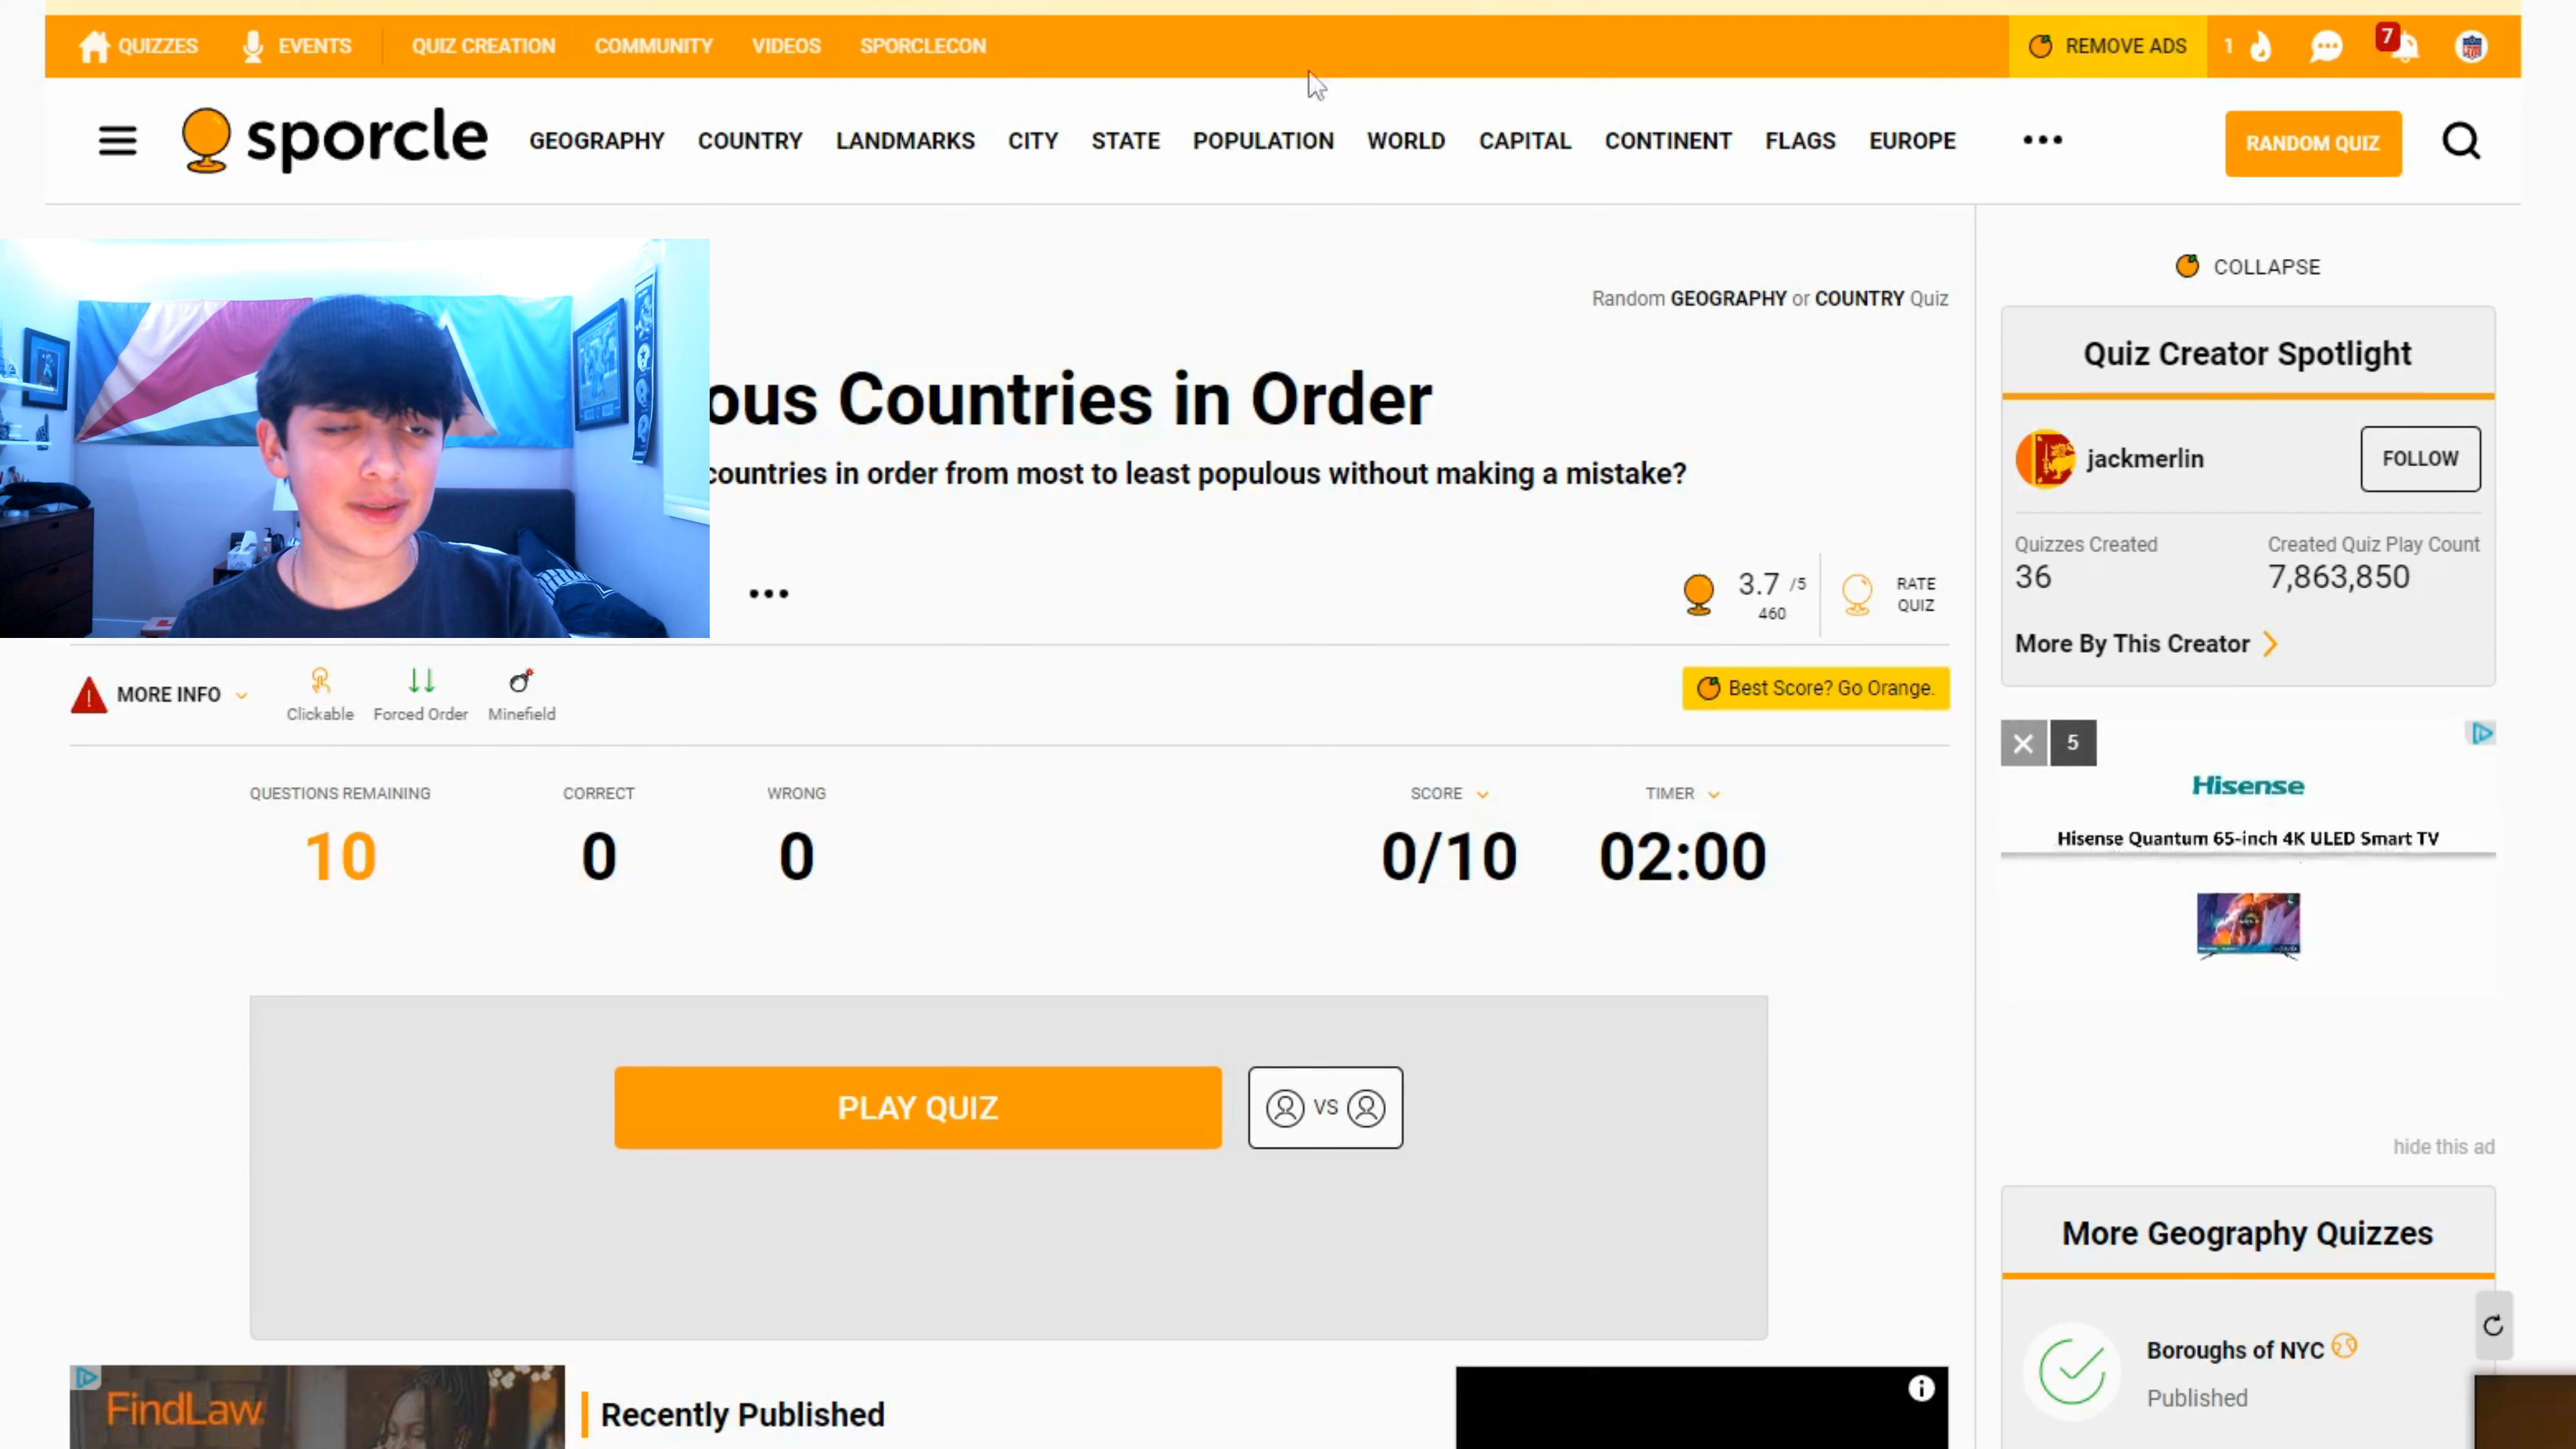 QUIZZES EVENTS QUIZ CREATION COMMUNITY VIDEOS SPORCLECON REMOVE ADS 1 7
sporcle GEOGRAPHY COUNTRY LANDMARKS CITY STATE POPULATION WORLD CAPITAL CONTINENT FLAGS EUROPE ••• RANDOM QUIZ
COLLAPSE
Random GEOGRAPHY or COUNTRY Quiz
ous Countries in Order
countries in order from most to least populous without making a mistake?
•••
3.7 /5
460
RATE
QUIZ
MORE INFO
Clickable
Forced Order
Minefield
Best Score? Go Orange.
QUESTIONS REMAINING
10
CORRECT
0
WRONG
0
SCORE
0/10
TIMER
02:00
PLAY QUIZ
VS
FindLaw
Recently Published
Quiz Creator Spotlight
jackmerlin
FOLLOW
Quizzes Created
36
Created Quiz Play Count
7,863,850
More By This Creator
5
Hisense
Hisense Quantum 65-inch 4K ULED Smart TV
hide this ad
More Geography Quizzes
Boroughs of NYC
Published